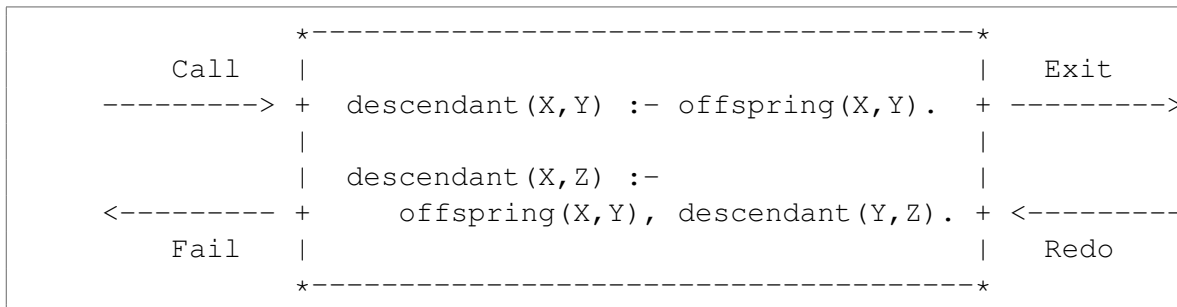 *--------------------------------------*
Call | | Exit
---------> + descendant(X,Y) :- offspring(X,Y). + --------->
| |
| descendant(X,Z) :- |
<--------- + offspring(X,Y), descendant(Y,Z). + <---------
Fail | | Redo
*--------------------------------------*